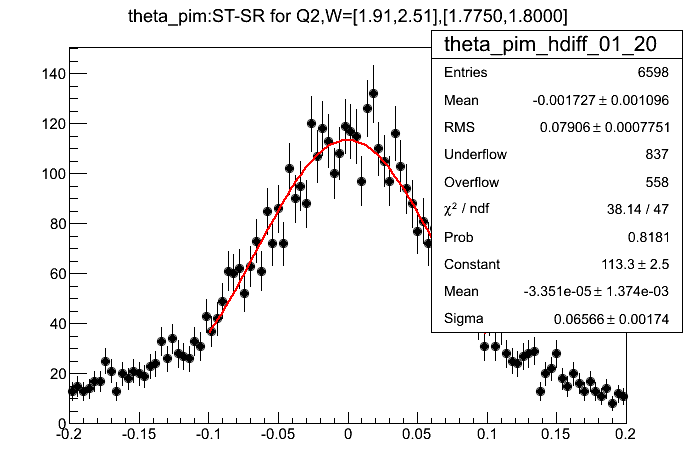 theta_pim:ST-SR for Q2,W=[1.91,2.51],[1.7750,1.8000]
theta_pim_hdiff_01_20
Entries 6598
Mean -0.001727 ± 0.001096
RMS 0.07906 ± 0.0007751
Underflow 837
Overflow 558
χ² / ndf 38.14 / 47
Prob 0.8181
Constant 113.3 ± 2.5
Mean -3.351e-05 ± 1.374e-03
Sigma 0.06566 ± 0.00174
140
120
100
80
60
40
20
0
-0.2 -0.15 -0.1 -0.05 0 0.05 0.1 0.15 0.2